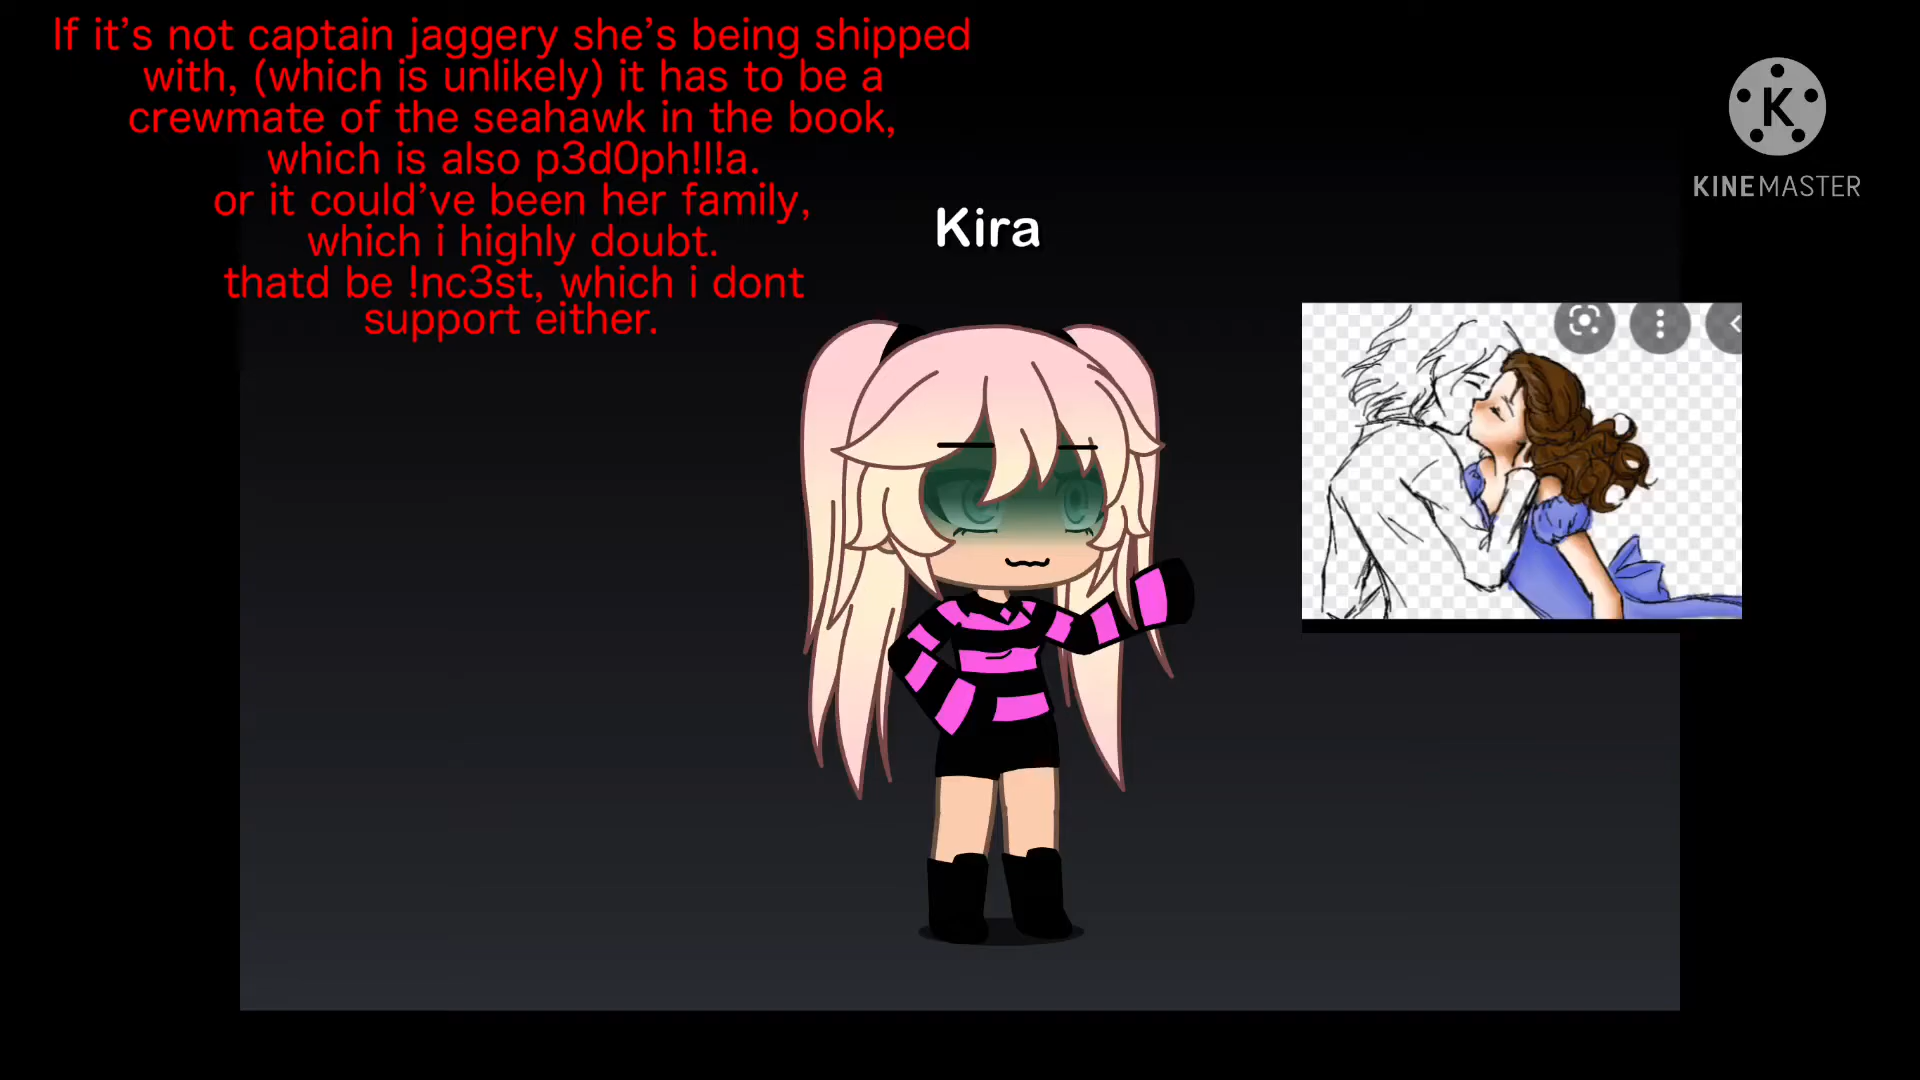 If it's not captain jaggery she's being shipped
with, (which is unlikely) it has to be a
crewmate of the seahawk in the book,
which is also p3d0ph!l!a.
or it could've been her family,
which i highly doubt.
thatd be !nc3st, which i dont
support either.
Kira
K
KINEMASTER